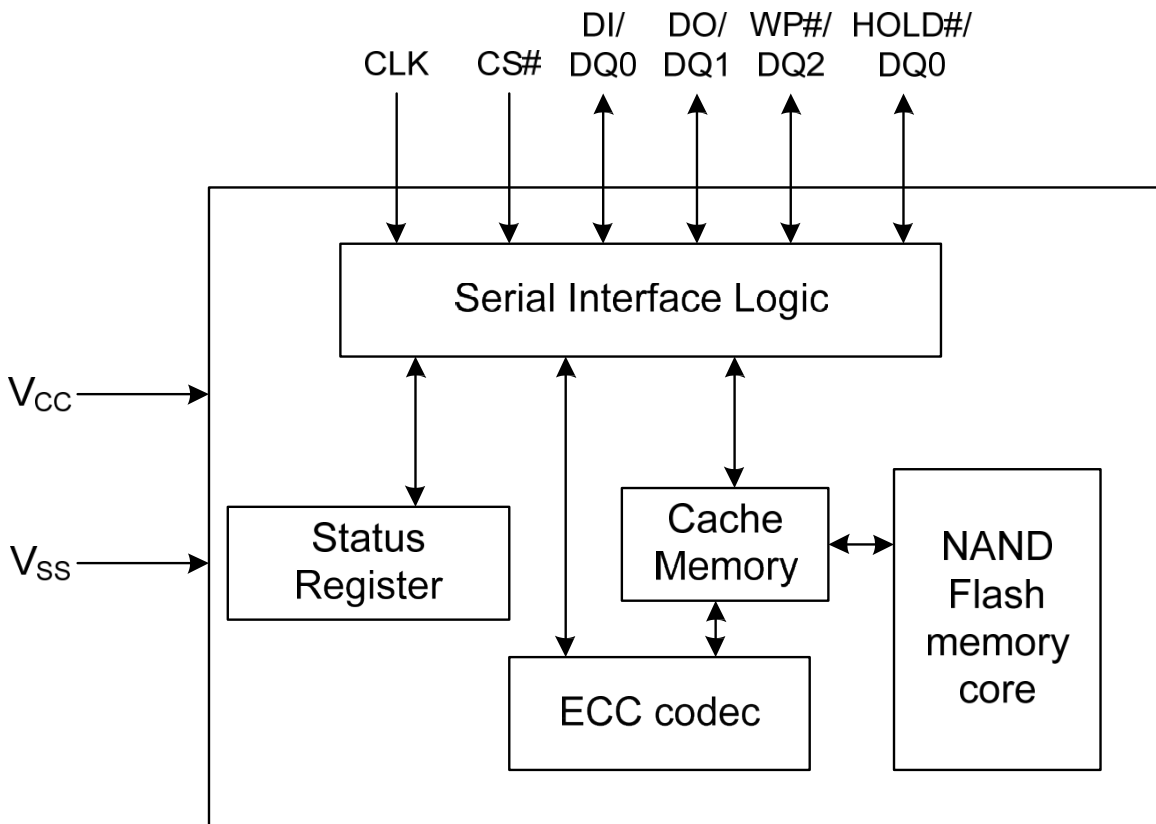 CLK
CS#
DI/
DQ0
DO/
DQ1
WP#/
DQ2
HOLD#/
DQ0
Serial Interface Logic
VCC
VSS
Status
Register
Cache
Memory
ECC codec
NAND
Flash
memory
core